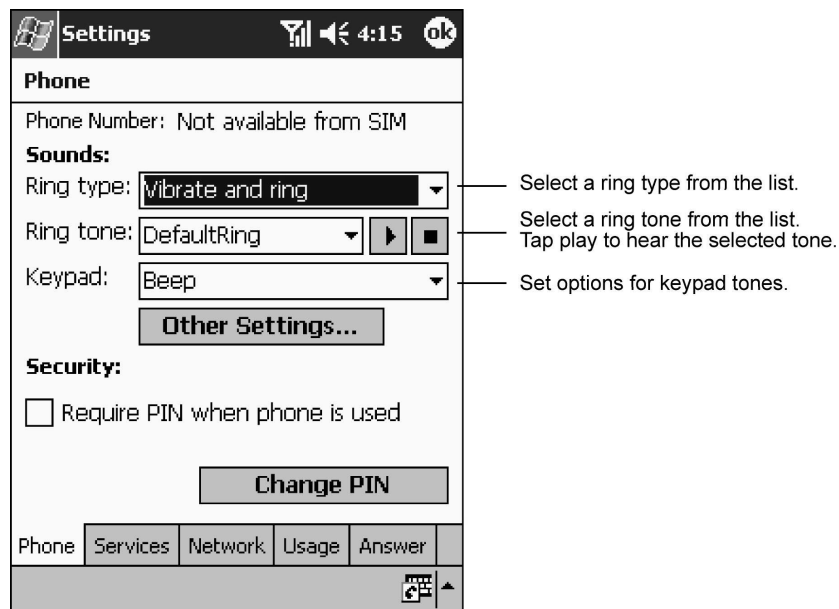 Settings 4:15 ok
Phone
Phone Number: Not available from SIM
Sounds:
Ring type: Vibrate and ring
Select a ring type from the list.
Ring tone: DefaultRing
Select a ring tone from the list.
Tap play to hear the selected tone.
Keypad: Beep
Set options for keypad tones.
Other Settings...
Security:
Require PIN when phone is used
Change PIN
Phone Services Network Usage Answer